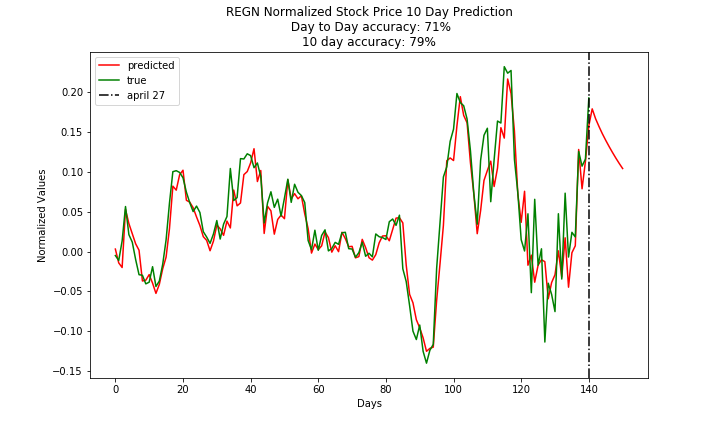 REGN Normalized Stock Price 10 Day Prediction
Day to Day accuracy: 71%
10 day accuracy: 79%
predicted
true
april 27
0.20
0.15
0.10
0.05
0.00
−0.05
−0.10
−0.15
Normalized Values
0 20 40 60 80 100 120 140
Days